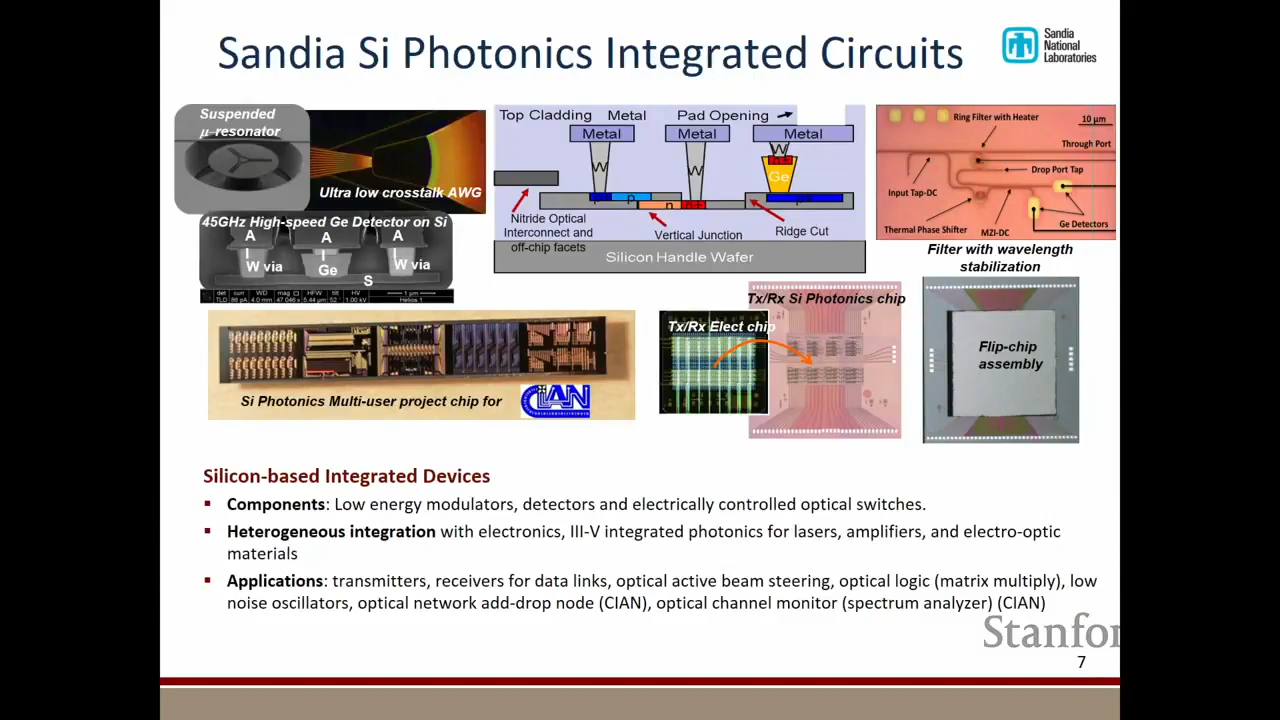 Sandia Si Photonics Integrated Circuits
Sandia
National
Laboratories
Suspended
μ-resonator
Ultra low crosstalk AWG
45GHz High-speed Ge Detector on Si
A
A
A
W via
Ge
W via
S
1 μm
Helios 1
Top Cladding
Metal
Pad Opening
Metal
Metal
Metal
Ge
p
n
n+
Nitride Optical
Interconnect and
off-chip facets
Vertical Junction
Ridge Cut
Silicon Handle Wafer
Ring Filter with Heater
10 μm
Through Port
Drop Port Tap
Input Tap-DC
Thermal Phase Shifter
MZI-DC
Ge Detectors
Filter with wavelength
stabilization
Si Photonics Multi-user project chip for
CIAN
Tx/Rx Si Photonics chip
Tx/Rx Elect chip
Flip-chip
assembly
Silicon-based Integrated Devices
▪ Components: Low energy modulators, detectors and electrically controlled optical switches.
▪ Heterogeneous integration with electronics, III-V integrated photonics for lasers, amplifiers, and electro-optic
materials
▪ Applications: transmitters, receivers for data links, optical active beam steering, optical logic (matrix multiply), low
noise oscillators, optical network add-drop node (CIAN), optical channel monitor (spectrum analyzer) (CIAN)
Stanfor
7